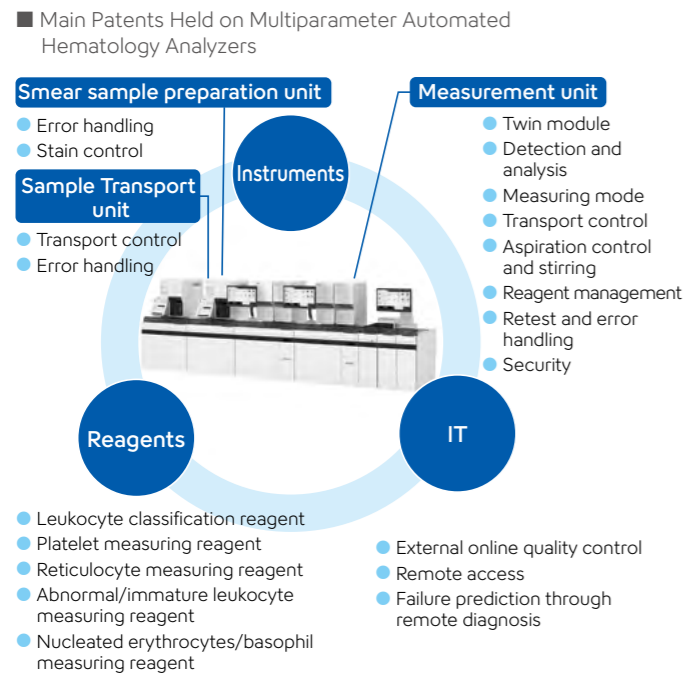 ■ Main Patents Held on Multiparameter Automated
Hematology Analyzers
Smear sample preparation unit
Error handling
Stain control
Sample Transport
unit
Transport control
Error handling
Instruments
Measurement unit
Twin module
Detection and
analysis
Measuring mode
Transport control
Aspiration control
and stirring
Reagent management
Retest and error
handling
Security
Reagents
IT
Leukocyte classification reagent
Platelet measuring reagent
Reticulocyte measuring reagent
Abnormal/immature leukocyte
measuring reagent
Nucleated erythrocytes/basophil
measuring reagent
External online quality control
Remote access
Failure prediction through
remote diagnosis